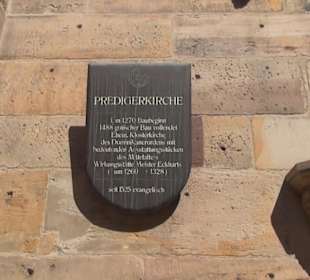 PREDIGERKIRCHE
Um 1270 Baubeginn
1488 gotischer Bau vollendet
Ehem. Klosterkirche
des Dominikanerordens mit
bedeutenden Ausstattungsstücken
des Mittelalters
Wirkungsstätte Meister Eckharts
( um 1260 - 1328 )
seit 1525 evangelisch